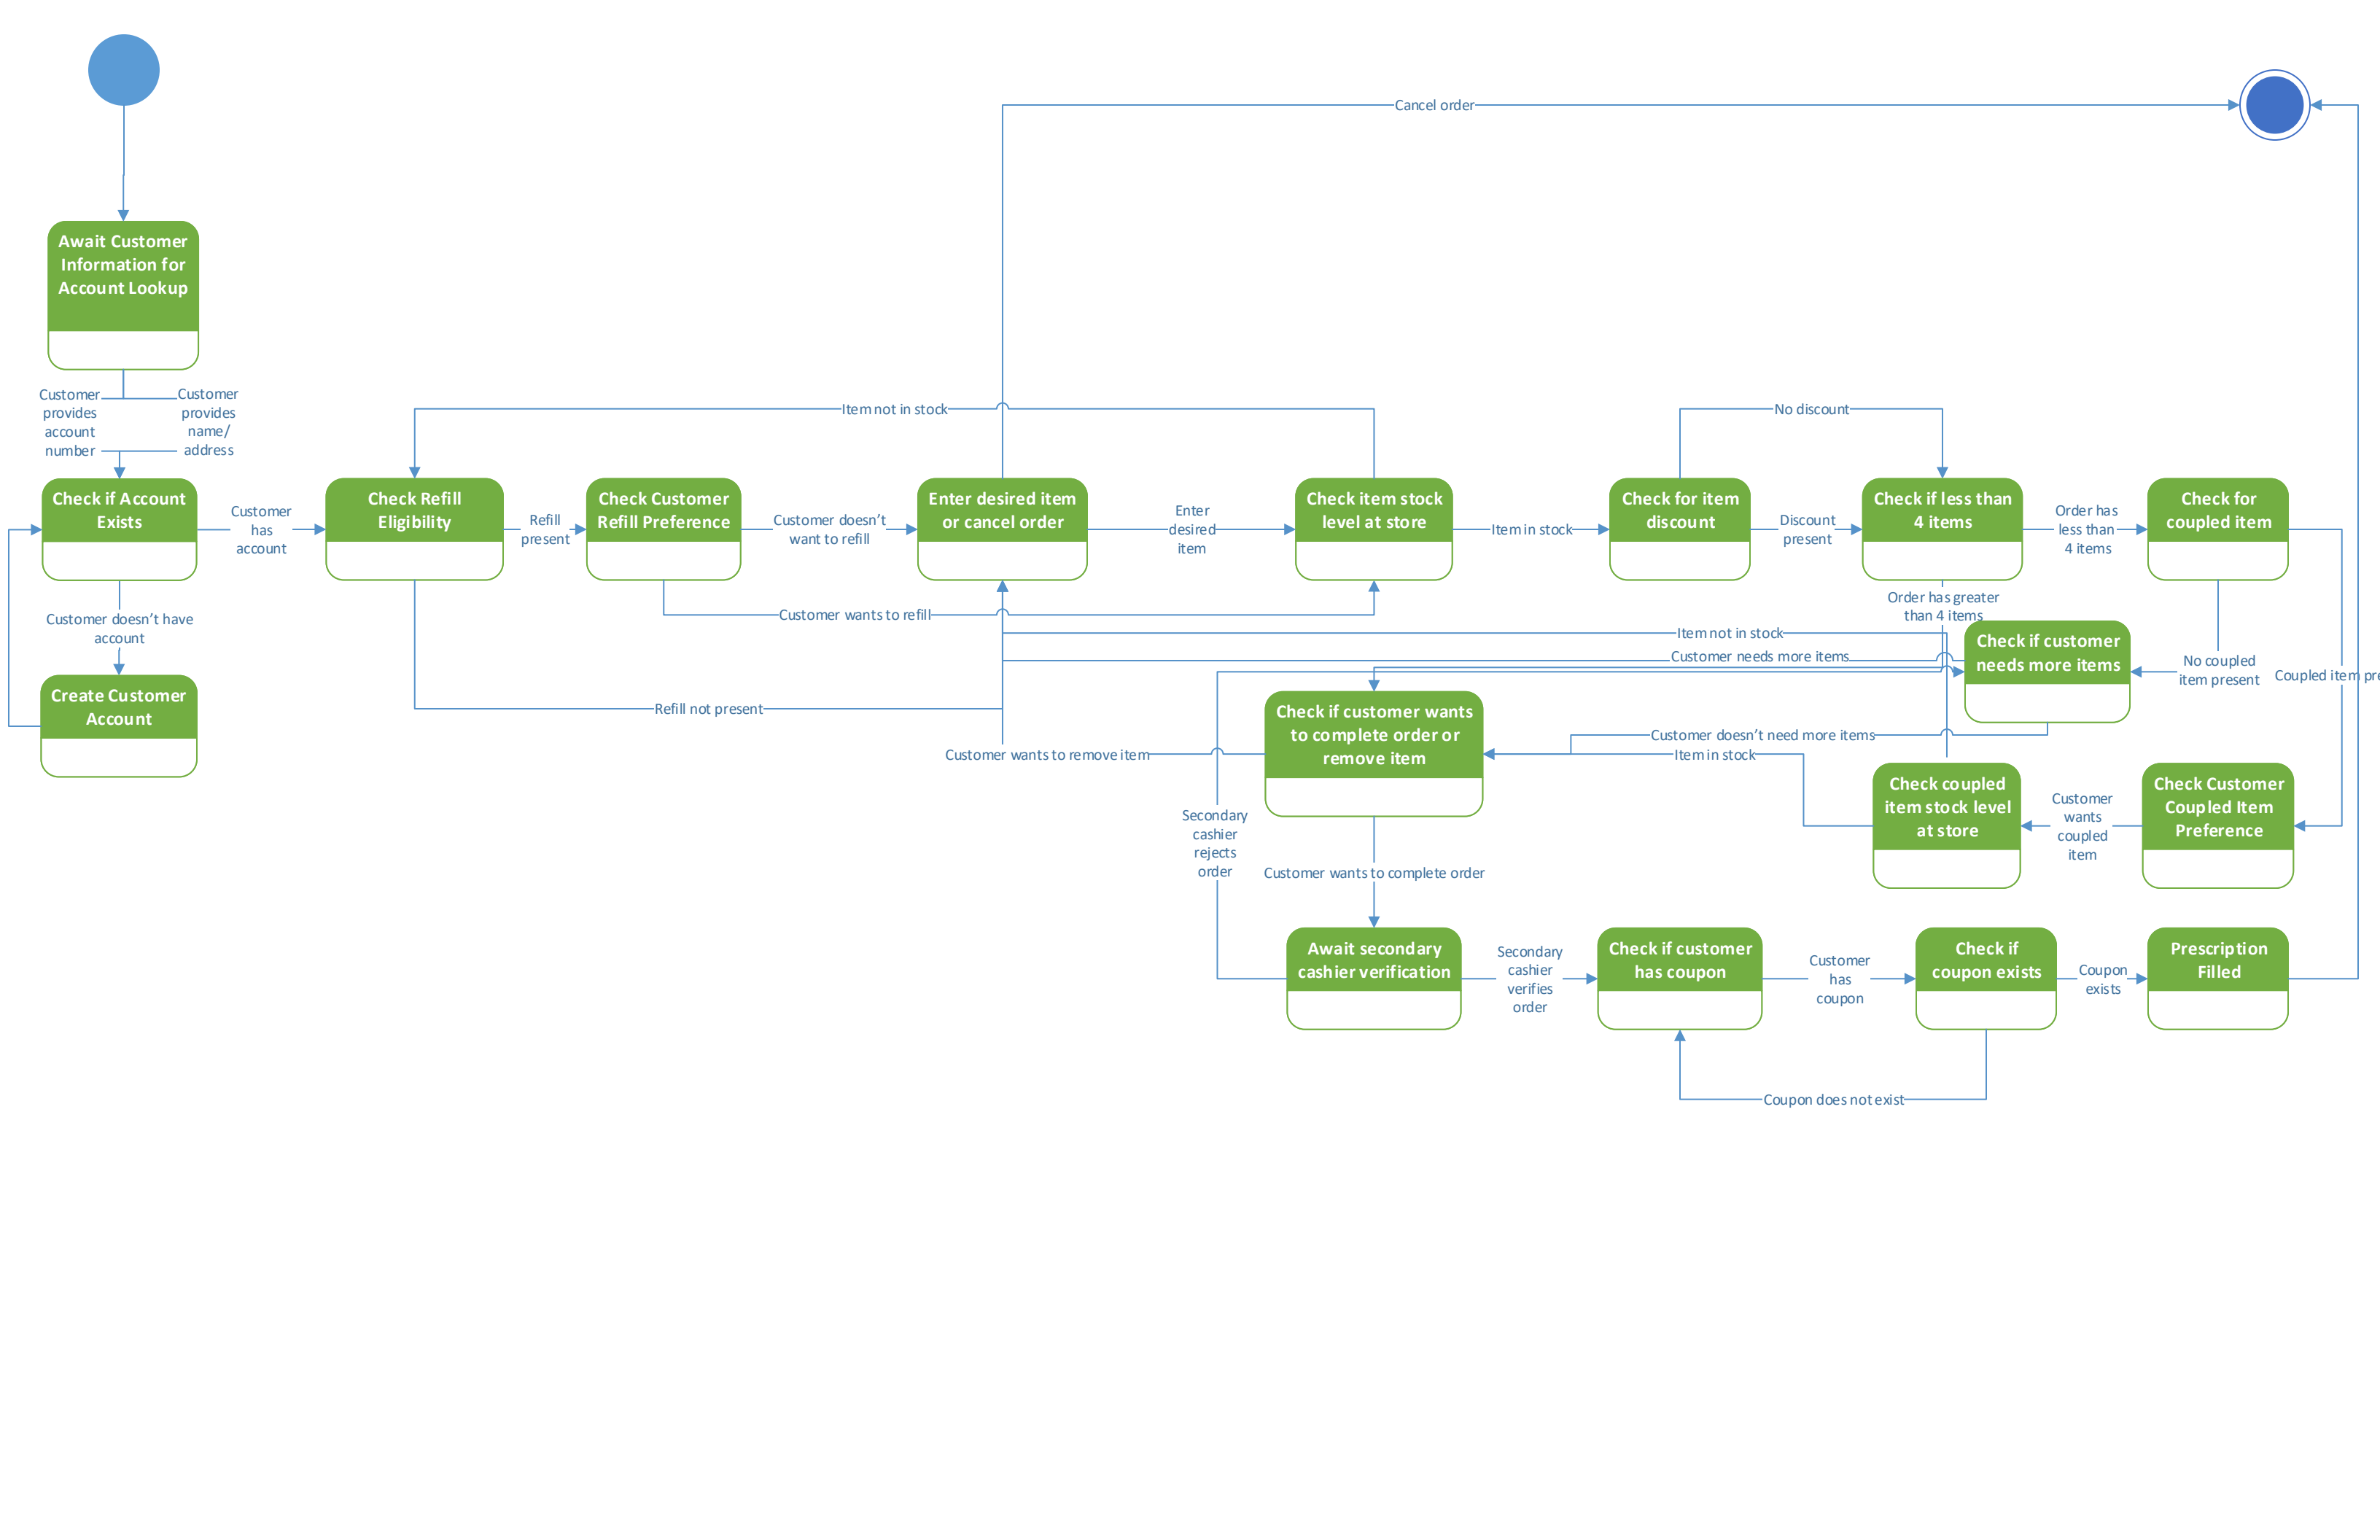 Cancel order
Await Customer
Information for
Account Lookup
Customer
provides
account
number
Customer
provides
name/
address
Item not in stock
No discount
Check if Account
Exists
Customer
has
account
Check Refill
Eligibility
Refill
present
Check Customer
Refill Preference
Customer doesn't
want to refill
Enter desired item
or cancel order
Enter
desired
item
Check item stock
level at store
Item in stock
Check for item
discount
Discount
present
Check if less than
4 items
Order has
less than
4 items
Check for
coupled item
Customer doesn't have
account
Customer wants to refill
Order has greater
than 4 items
Item not in stock
Customer needs more items
Check if customer
needs more items
No coupled
item present
Coupled item pre
Create Customer
Account
Refill not present
Check if customer wants
to complete order or
remove item
Customer doesn't need more items
Customer wants to remove item
Item in stock
Check coupled
item stock level
at store
Customer
wants
coupled
item
Check Customer
Coupled Item
Preference
Secondary
cashier
rejects
order
Customer wants to complete order
Await secondary
cashier verification
Secondary
cashier
verifies
order
Check if customer
has coupon
Customer
has
coupon
Check if
coupon exists
Coupon
exists
Prescription
Filled
Coupon does not exist